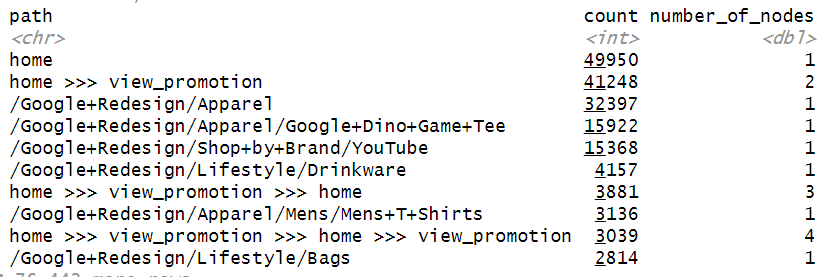 path count number_of_nodes
<chr> <int> <dbl>
home 49950 1
home >>> view_promotion 41248 2
/Google+Redesign/Apparel 32397 1
/Google+Redesign/Apparel/Google+Dino+Game+Tee 15922 1
/Google+Redesign/Shop+by+Brand/YouTube 15368 1
/Google+Redesign/Lifestyle/Drinkware 4157 1
home >>> view_promotion >>> home 3881 3
/Google+Redesign/Apparel/Mens/Mens+T+Shirts 3136 1
home >>> view_promotion >>> home >>> view_promotion 3039 4
/Google+Redesign/Lifestyle/Bags 2814 1